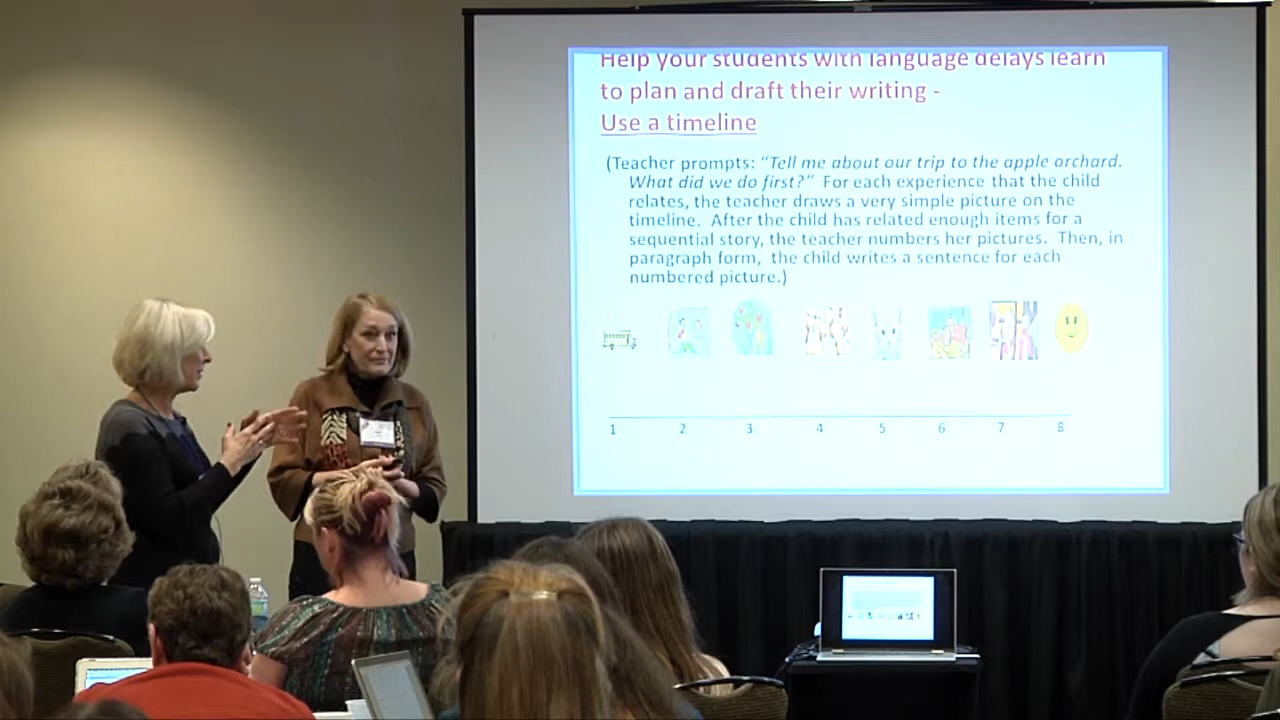 Help your students with language delays learn
to plan and draft their writing -
Use a timeline
(Teacher prompts: “Tell me about our trip to the apple orchard.
What did we do first?” For each experience that the child
relates, the teacher draws a very simple picture on the
timeline. After the child has related enough items for a
sequential story, the teacher numbers her pictures. Then, in
paragraph form, the child writes a sentence for each
numbered picture.)
1 2 3 4 5 6 7 8